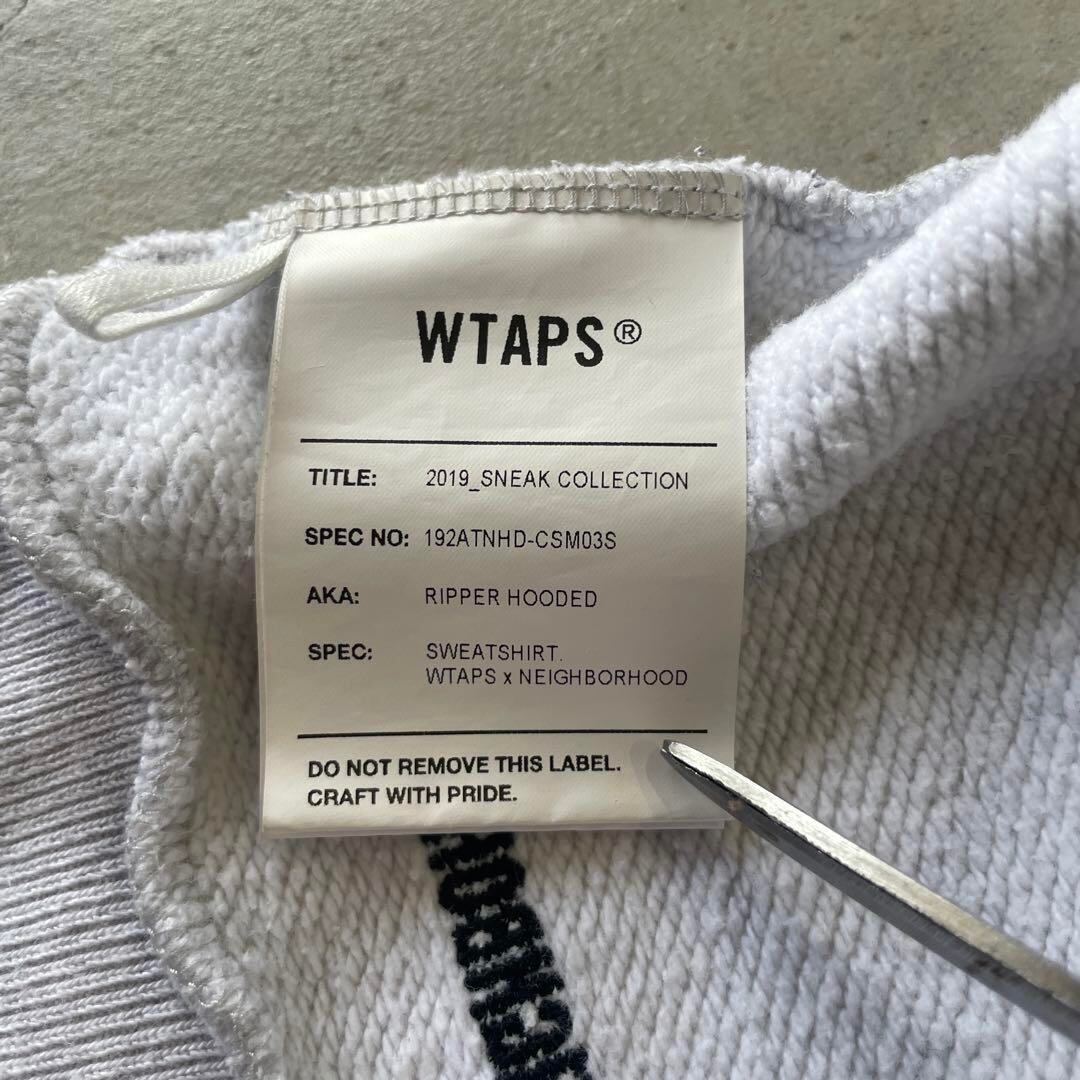 WTAPS®
TITLE: 2019_SNEAK COLLECTION
SPEC NO: 192ATNHD-CSM03S
AKA: RIPPER HOODED
SPEC: SWEATSHIRT.
WTAPS x NEIGHBORHOOD
DO NOT REMOVE THIS LABEL.
CRAFT WITH PRIDE.